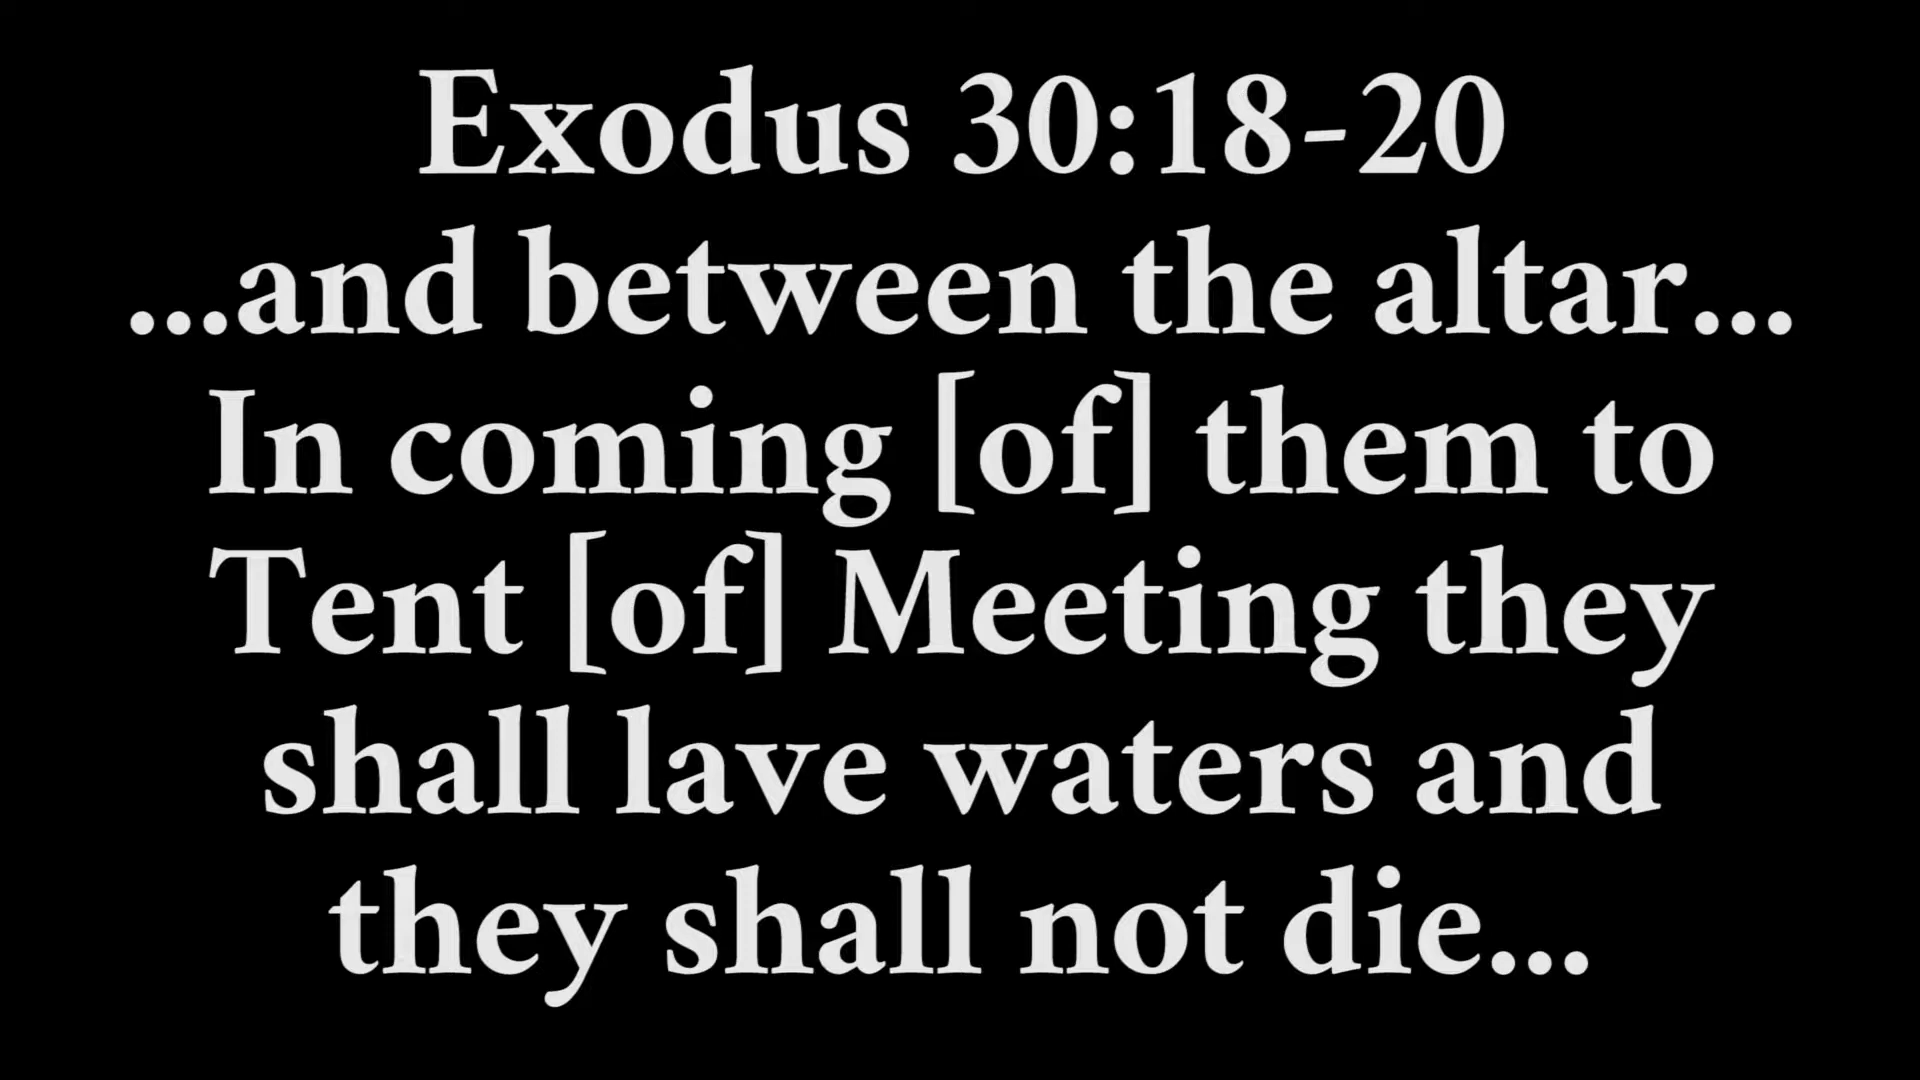 Exodus 30:18-20
...and between the altar...
In coming [of] them to
Tent [of] Meeting they
shall lave waters and
they shall not die...